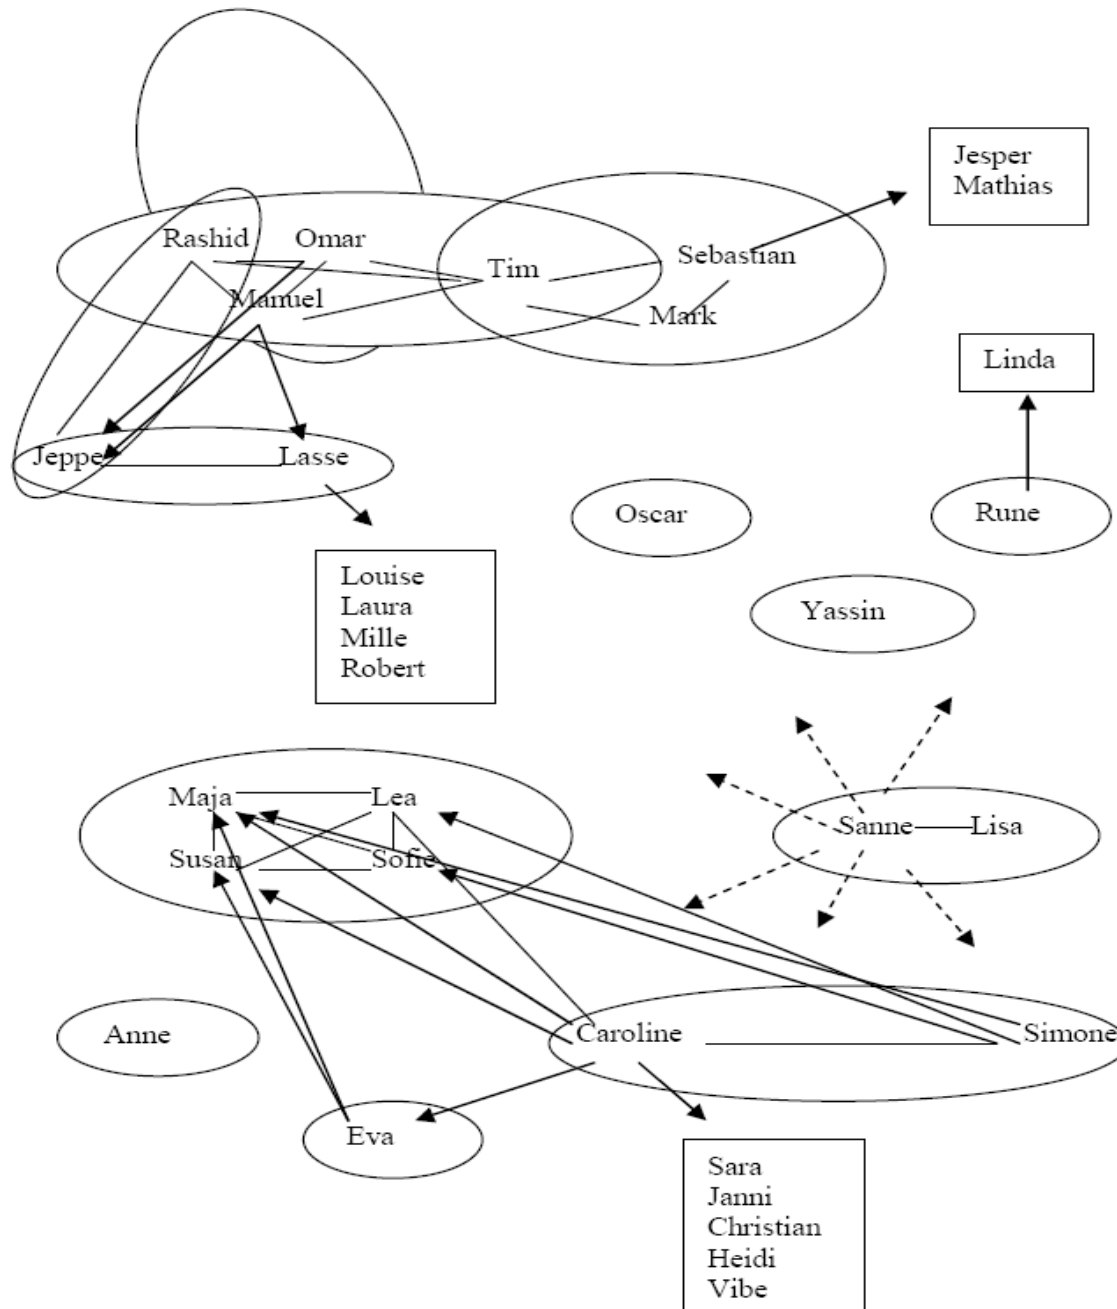 Jesper
Mathias
Rashid Omar
Tim Sebastian
Manuel
Mark
Linda
Jeppe Lasse
Oscar Rune
Louise
Laura
Mille
Robert
Yassin
Maja Lea
Susan Sofie
Sanne Lisa
Anne
Caroline Simone
Eva
Sara
Janni
Christian
Heidi
Vibe